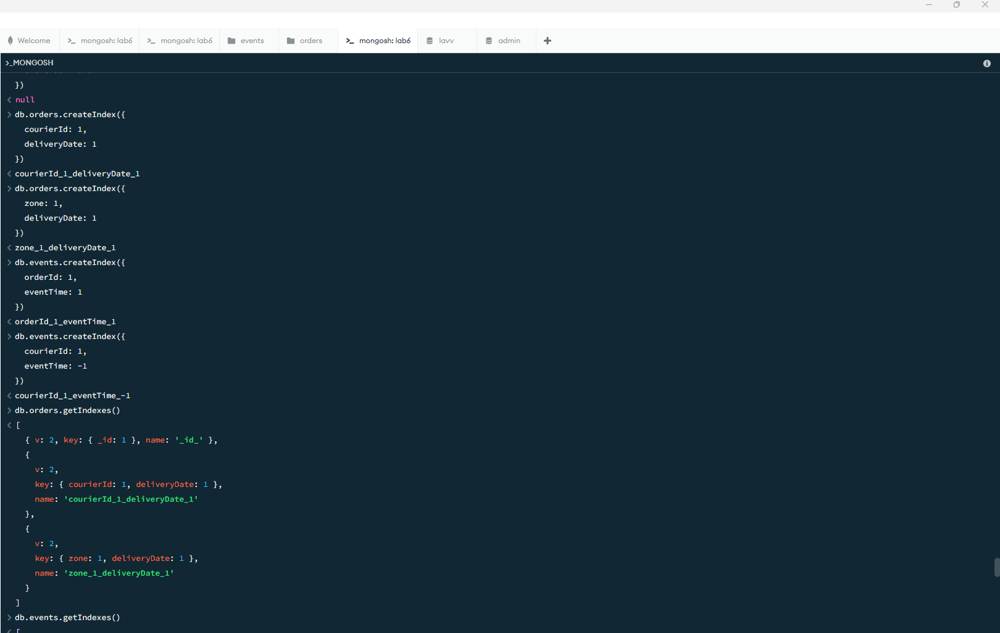 Welcome
>_ mongosh: lab6
>_ mongosh: lab6
events
orders
>_ mongosh: lab6
lavv
admin
>_MONGOSH
})
< null
> db.orders.createIndex({
courierId: 1,
deliveryDate: 1
})
< courierId_1_deliveryDate_1
> db.orders.createIndex({
zone: 1,
deliveryDate: 1
})
< zone_1_deliveryDate_1
> db.events.createIndex({
orderId: 1,
eventTime: 1
})
< orderId_1_eventTime_1
> db.events.createIndex({
courierId: 1,
eventTime: -1
})
< courierId_1_eventTime_-1
> db.orders.getIndexes()
< [
{ v: 2, key: { _id: 1 }, name: '_id_' },
{
v: 2,
key: { courierId: 1, deliveryDate: 1 },
name: 'courierId_1_deliveryDate_1'
},
{
v: 2,
key: { zone: 1, deliveryDate: 1 },
name: 'zone_1_deliveryDate_1'
}
]
> db.events.getIndexes()
< [